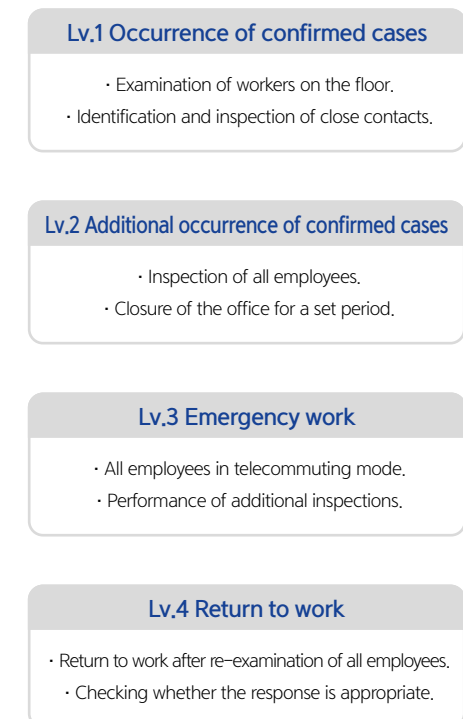 Lv.1 Occurrence of confirmed cases
· Examination of workers on the floor.
· Identification and inspection of close contacts.
Lv.2 Additional occurrence of confirmed cases
· Inspection of all employees.
· Closure of the office for a set period.
Lv.3 Emergency work
· All employees in telecommuting mode.
· Performance of additional inspections.
Lv.4 Return to work
· Return to work after re-examination of all employees.
· Checking whether the response is appropriate.